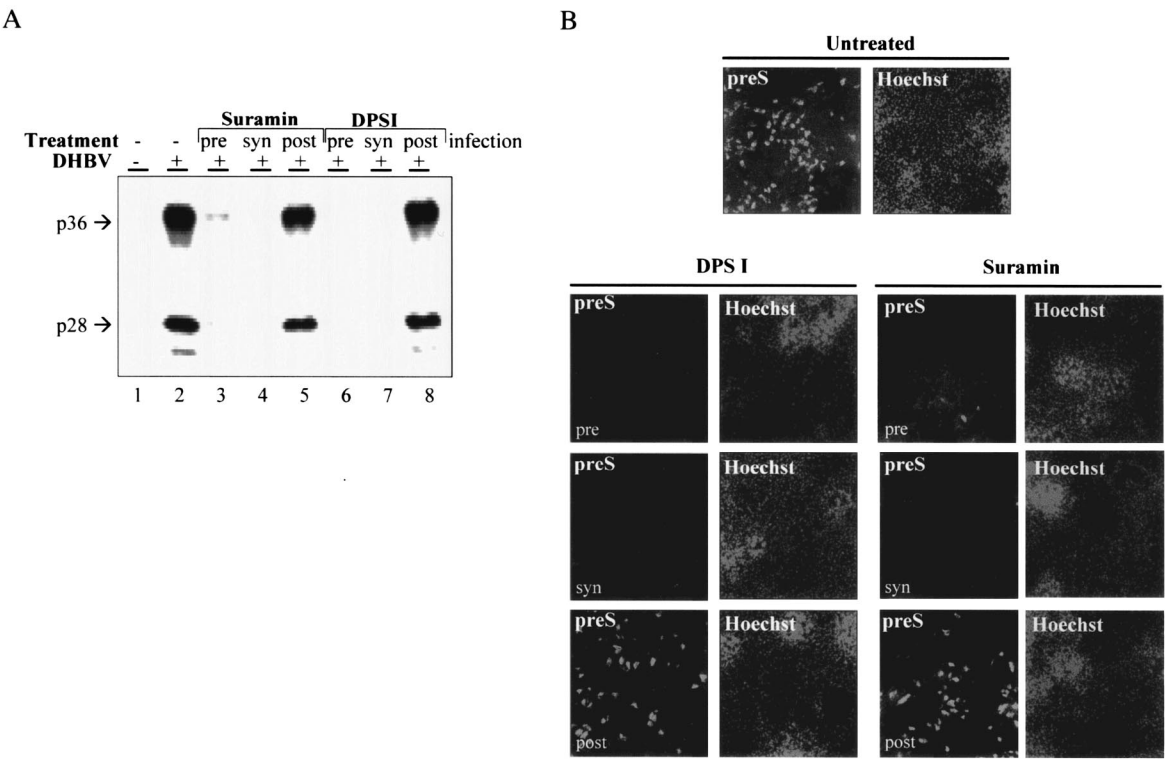 A
Suramin DPSI
Treatment - - pre syn post pre syn post infection
DHBV - + + + + + + +
p36 →
p28 →
1 2 3 4 5 6 7 8
B
Untreated
preS Hoechst
DPS I Suramin
preS Hoechst preS Hoechst
pre pre
preS Hoechst preS Hoechst
syn syn
preS Hoechst preS Hoechst
post post